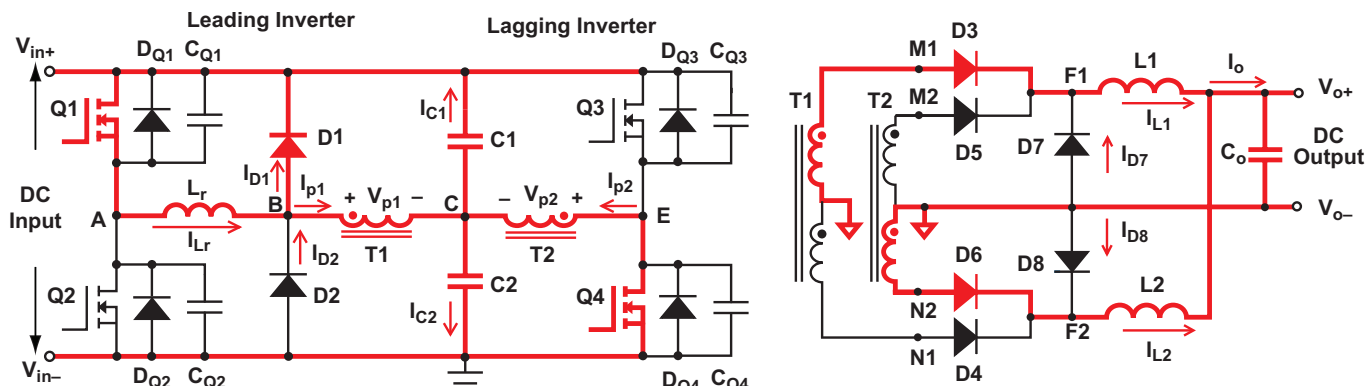 Leading Inverter
Lagging Inverter
Vin+
DQ1
CQ1
DQ3
CQ3
Q1
Q3
IC1
D1
C1
ID1
DC
Input
Lr
A
B
Ip1
+ Vp1 –
C
– Vp2 +
Ip2
E
ILr
ID2
T1
T2
Q2
D2
C2
Q4
IC2
Vin–
DQ2
CQ2
DQ4
CQ4
M1
D3
F1
L1
Io
Vo+
T1
T2
M2
IL1
D5
D7
ID7
Co
DC
Output
Vo–
D6
D8
ID8
N2
L2
F2
N1
D4
IL2